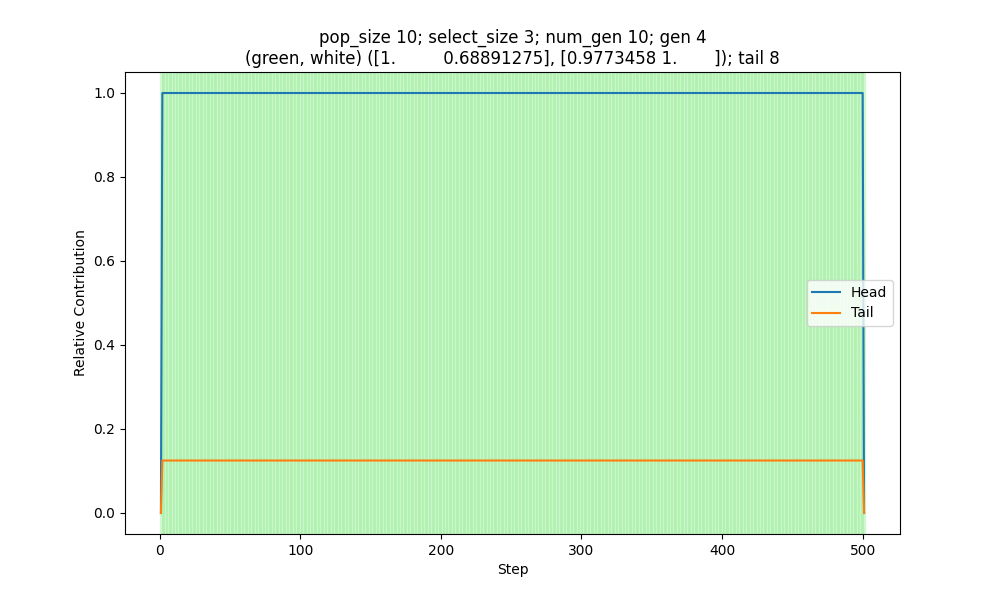 pop_size 10; select_size 3; num_gen 10; gen 4
(green, white) ([1.         0.68891275], [0.9773458 1.       ]); tail 8
1.0
0.8
0.6
0.4
0.2
0.0
Relative Contribution
Head
Tail
0 100 200 300 400 500
Step